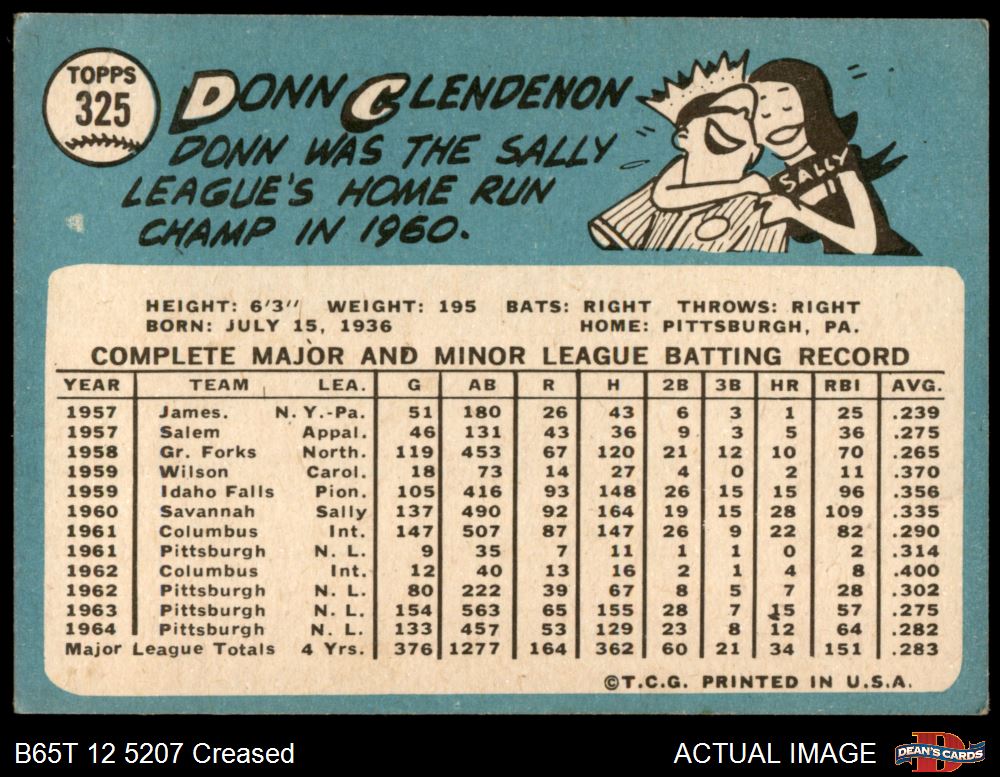 TOPPS
325
DONN CLENDENON
DONN WAS THE SALLY
LEAGUE'S HOME RUN
CHAMP IN 1960.
SALLY
HEIGHT: 6'3" WEIGHT: 195 BATS: RIGHT THROWS: RIGHT
BORN: JULY 15, 1936 HOME: PITTSBURGH, PA.
COMPLETE MAJOR AND MINOR LEAGUE BATTING RECORD
YEAR TEAM LEA. G AB R H 2B 3B HR RBI AVG.
1957 James. N. Y.-Pa. 51 180 26 43 6 3 1 25 .239
1957 Salem Appal. 46 131 43 36 9 3 5 36 .275
1958 Gr. Forks North. 119 453 67 120 21 12 10 70 .265
1959 Wilson Carol. 18 73 14 27 4 0 2 11 .370
1959 Idaho Falls Pion. 105 416 93 148 26 15 15 96 .356
1960 Savannah Sally 137 490 92 164 19 15 28 109 .335
1961 Columbus Int. 147 507 87 147 26 9 22 82 .290
1961 Pittsburgh N. L. 9 35 7 11 1 1 0 2 .314
1962 Columbus Int. 12 40 13 16 2 1 4 8 .400
1962 Pittsburgh N. L. 80 222 39 67 8 5 7 28 .302
1963 Pittsburgh N. L. 154 563 65 155 28 7 15 57 .275
1964 Pittsburgh N. L. 133 457 53 129 23 8 12 64 .282
Major League Totals 4 Yrs. 376 1277 164 362 60 21 34 151 .283
©T.C.G. PRINTED IN U.S.A.
B65T 12 5207 Creased
ACTUAL IMAGE
DEAN'S CARDS